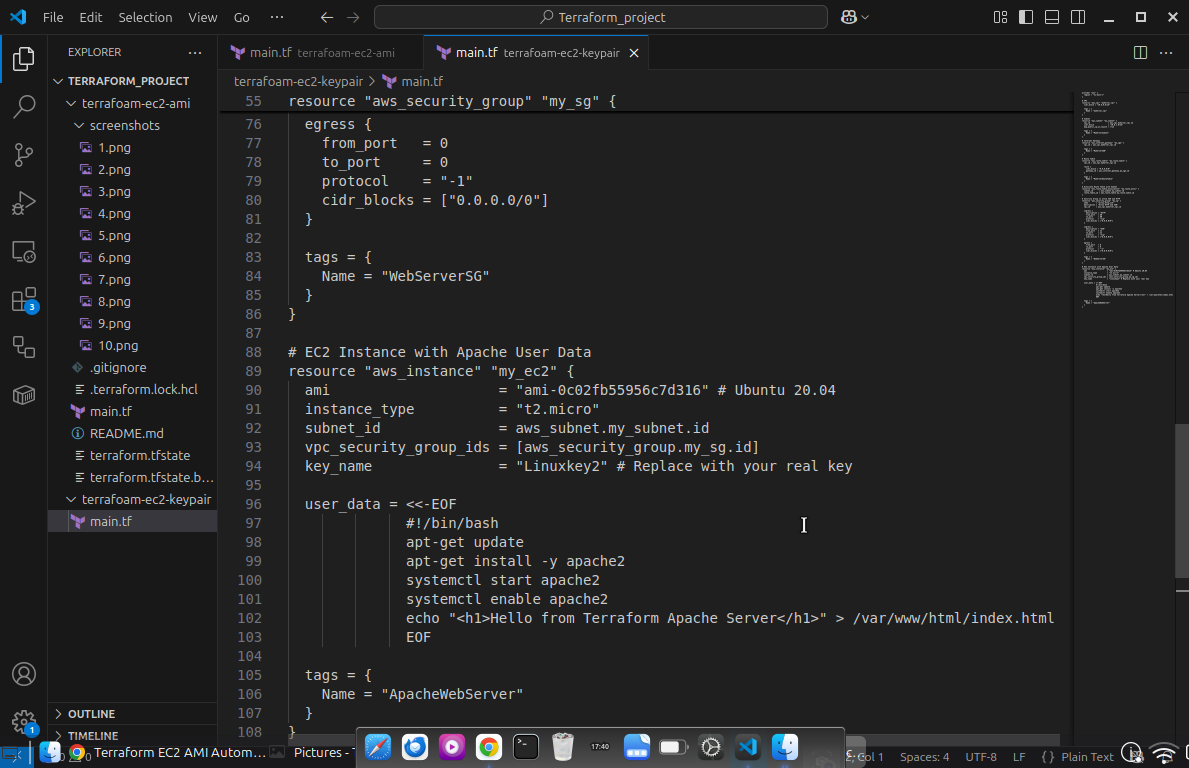 File Edit Selection View Go ··· Terraform_project
EXPLORER
TERRAFORM_PROJECT
terrafoam-ec2-ami
screenshots
1.png
2.png
3.png
4.png
5.png
6.png
7.png
8.png
9.png
10.png
.gitignore
.terraform.lock.hcl
main.tf
README.md
terraform.tfstate
terraform.tfstate.b...
terrafoam-ec2-keypair
main.tf
OUTLINE
TIMELINE
3
1
main.tf terrafoam-ec2-ami
main.tf terrafoam-ec2-keypair
terrafoam-ec2-keypair > main.tf
55 resource "aws_security_group" "my_sg" {
76 egress {
77 from_port = 0
78 to_port = 0
79 protocol = "-1"
80 cidr_blocks = ["0.0.0.0/0"]
81 }
82
83 tags = {
84 Name = "WebServerSG"
85 }
86 }
87
88 # EC2 Instance with Apache User Data
89 resource "aws_instance" "my_ec2" {
90 ami = "ami-0c02fb55956c7d316" # Ubuntu 20.04
91 instance_type = "t2.micro"
92 subnet_id = aws_subnet.my_subnet.id
93 vpc_security_group_ids = [aws_security_group.my_sg.id]
94 key_name = "Linuxkey2" # Replace with your real key
95
96 user_data = <<-EOF
97 #!/bin/bash
98 apt-get update
99 apt-get install -y apache2
100 systemctl start apache2
101 systemctl enable apache2
102 echo "<h1>Hello from Terraform Apache Server</h1>" > /var/www/html/index.html
103 EOF
104
105 tags = {
106 Name = "ApacheWebServer"
107 }
108 }
Terraform EC2 AMI Autom... Pictures -
17:40
Col 1 Spaces: 4 UTF-8 LF {} Plain Text